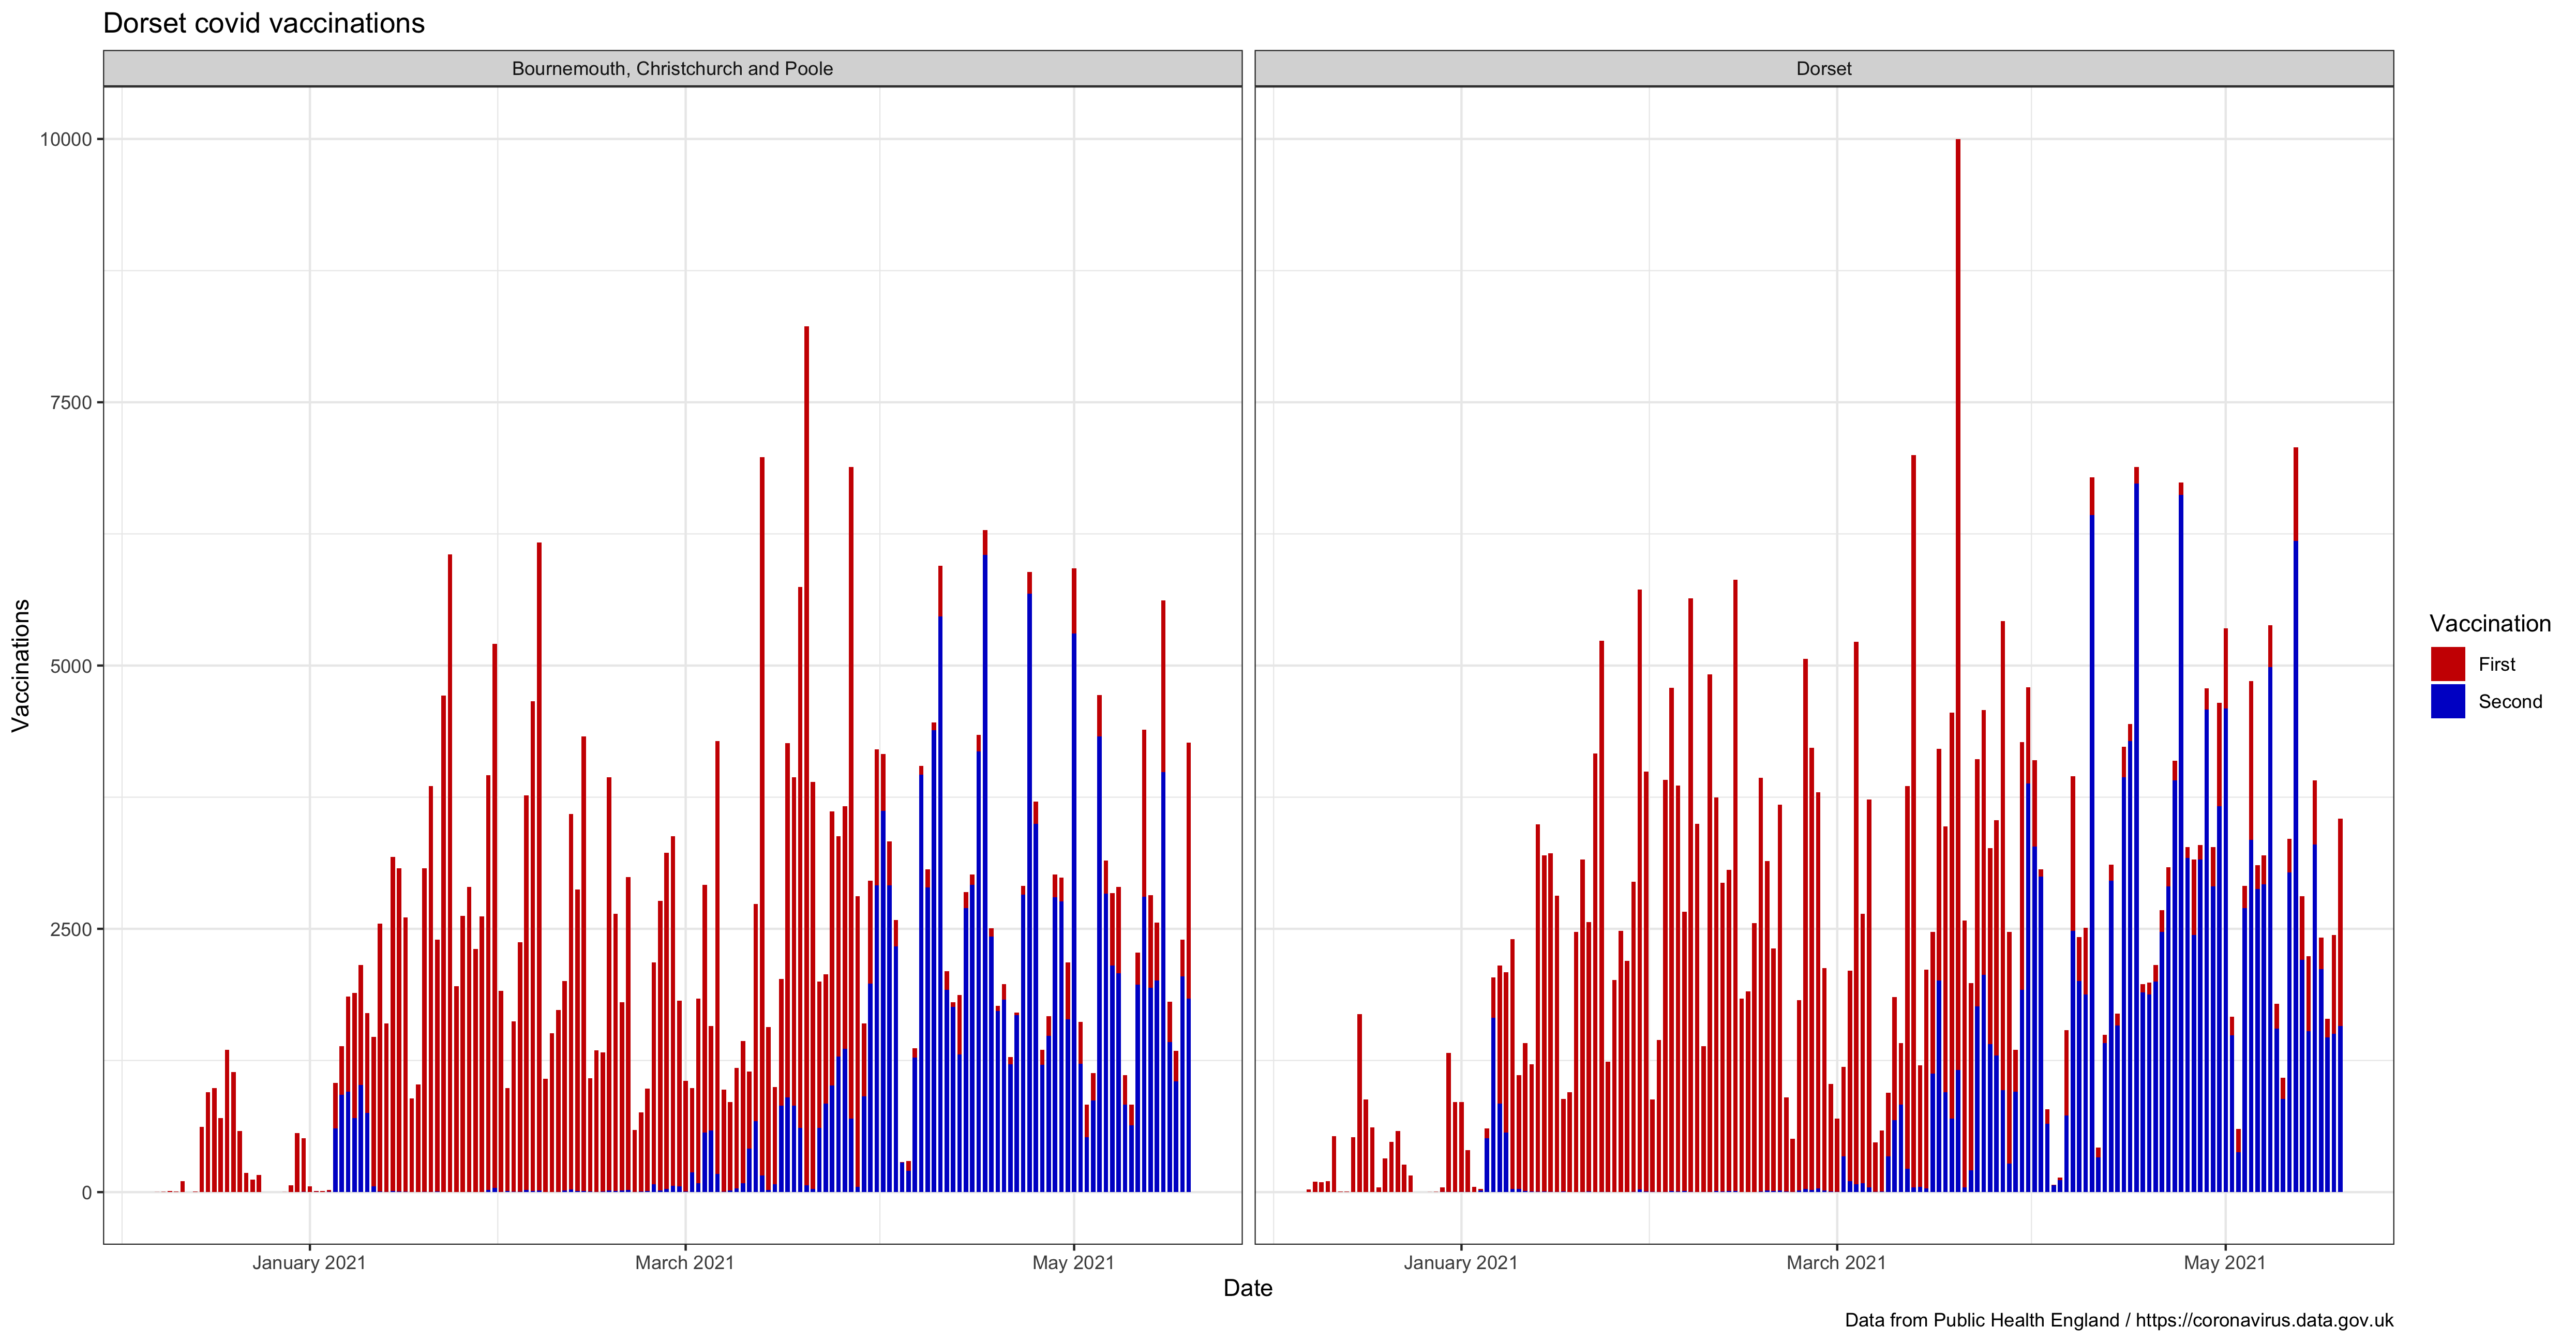 Dorset covid vaccinations
Bournemouth, Christchurch and Poole
Dorset
10000
7500
5000
2500
0
Vaccinations
January 2021
March 2021
May 2021
January 2021
March 2021
May 2021
Date
Vaccination
First
Second
Data from Public Health England / https://coronavirus.data.gov.uk